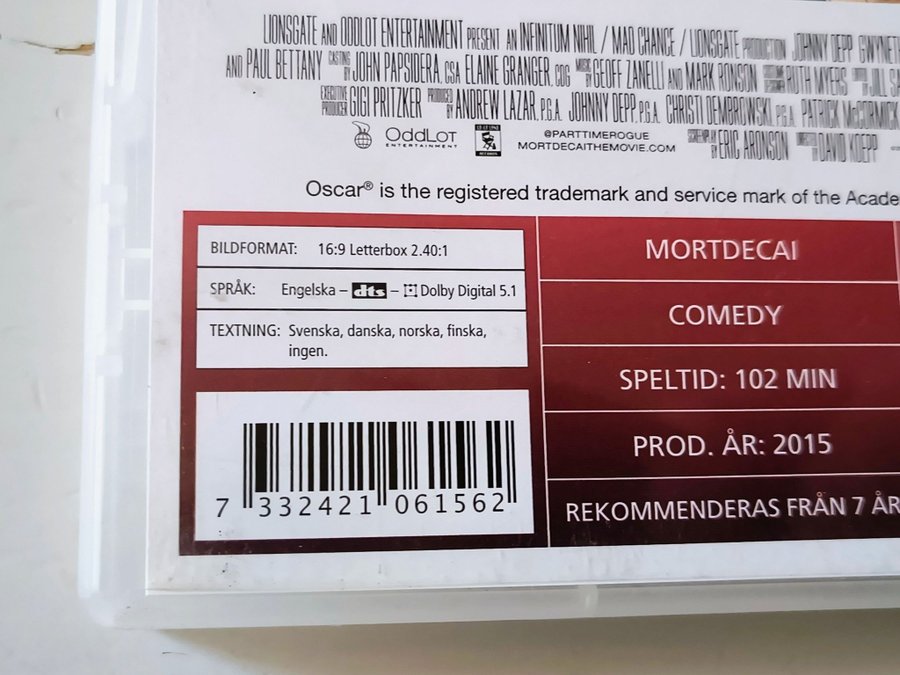 LIONSGATE AND ODDLOT ENTERTAINMENT PRESENT AN INFINITUM NIHIL / MAD CHANCE / LIONSGATE PRODUCTION JOHNNY DEPP
AND PAUL BETTANY CASTING BY JOHN PAPSIDERA, CSA ELAINE GRANGER, CDG MUSIC BY GEOFF ZANELLI AND MARK RONSON RUTH MYERS
EXECUTIVE PRODUCER GIGI PRITZKER PRODUCED BY ANDREW LAZAR, P.G.A. JOHNNY DEPP, P.G.A. CHRISTI DEMBROWSKI, P.G.A. PATRICK McCORMICK
ODDLOT
ENTERTAINMENT
@PARTTIMEROGUE
MORTDECAITHEMOVIE.COM
BY ERIC ARONSON
DAVID KOEPP
Oscar® is the registered trademark and service mark of the
BILDFORMAT: 16:9 Letterbox 2.40:1
SPRÅK: Engelska – dts – Dolby Digital 5.1
TEXTNING: Svenska, danska, norska, finska,
ingen.
7 332421 061562
MORTDECAI
COMEDY
SPELTID: 102 MIN
PROD. ÅR: 2015
REKOMMENDERAS FRÅN 7 ÅR